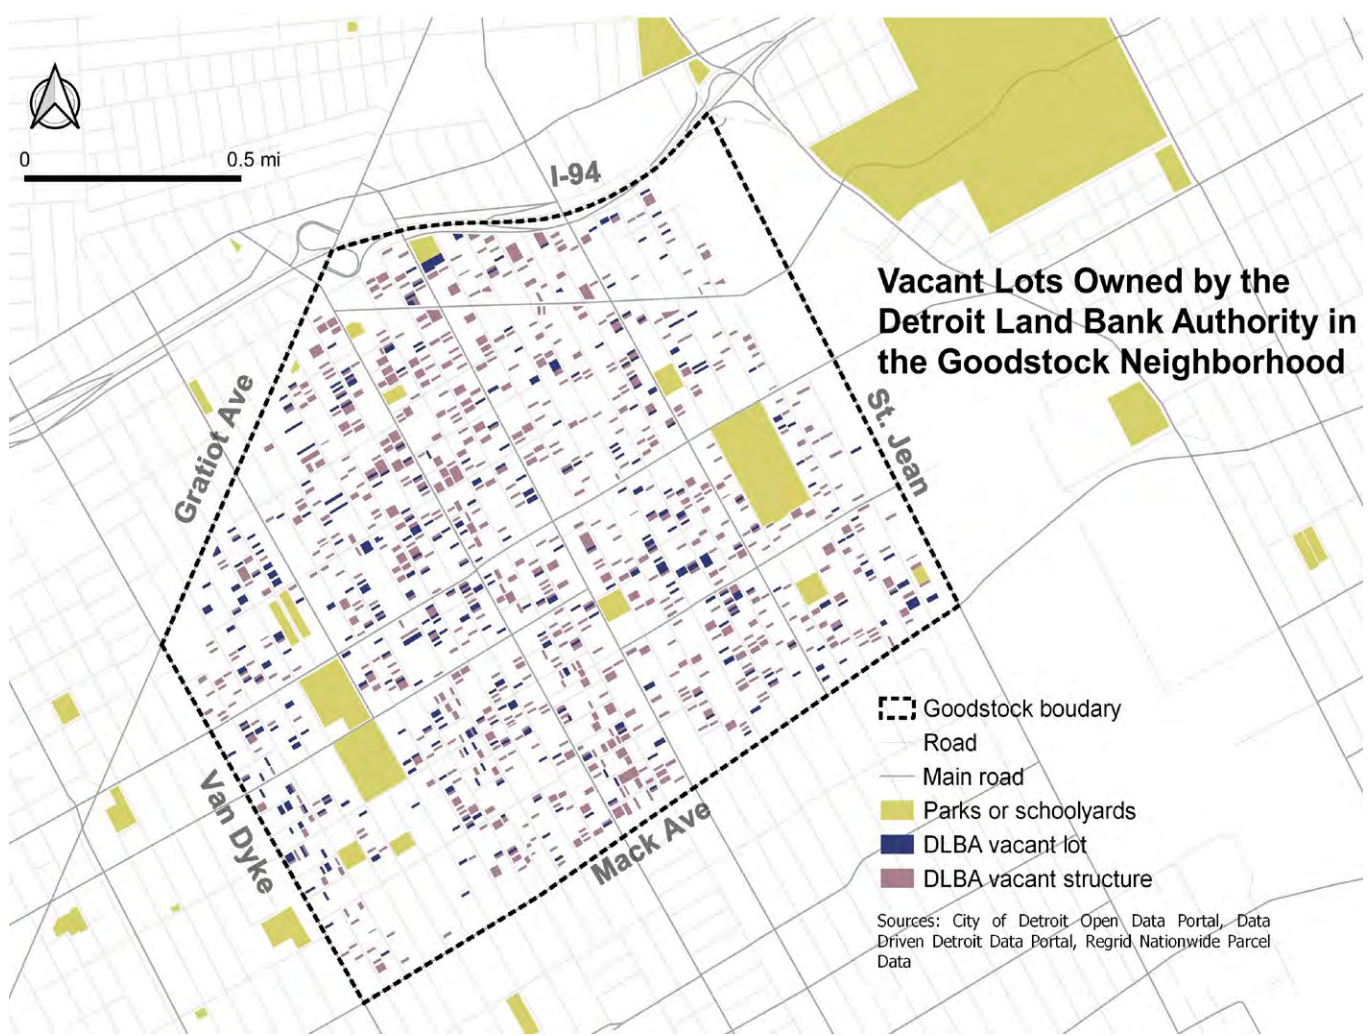 0
0.5 mi
I-94
Vacant Lots Owned by the
Detroit Land Bank Authority in
the Goodstock Neighborhood
Gratiot Ave
St. Jean
Van Dyke
Mack Ave
Goodstock boudary
Road
Main road
Parks or schoolyards
DLBA vacant lot
DLBA vacant structure
Sources: City of Detroit Open Data Portal, Data
Driven Detroit Data Portal, Regrid Nationwide Parcel
Data